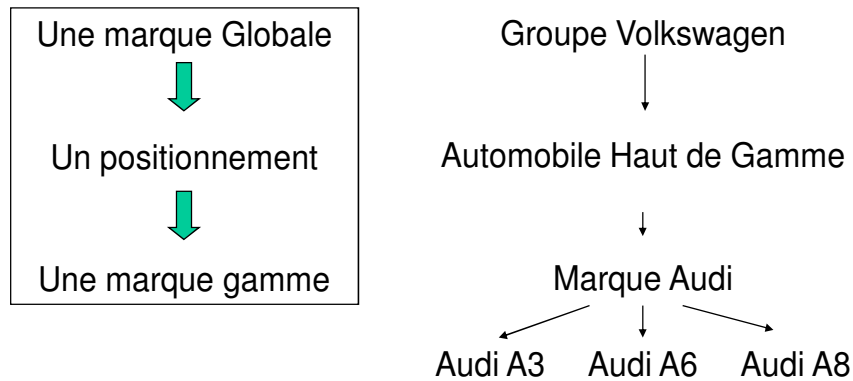 Une marque Globale
Un positionnement
Une marque gamme
Groupe Volkswagen
Automobile Haut de Gamme
Marque Audi
Audi A3 Audi A6 Audi A8